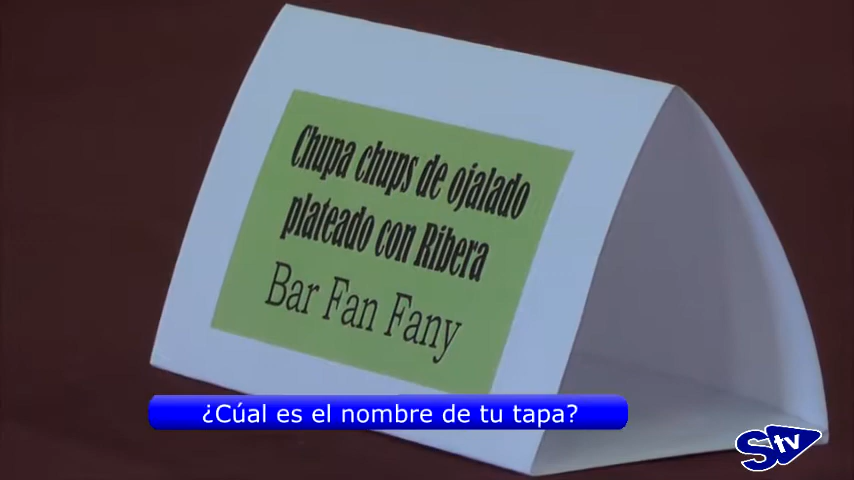 Chupa chups de ojalado
plateado con Ribera
Bar Fan Fany
¿Cúal es el nombre de tu tapa?
Stv